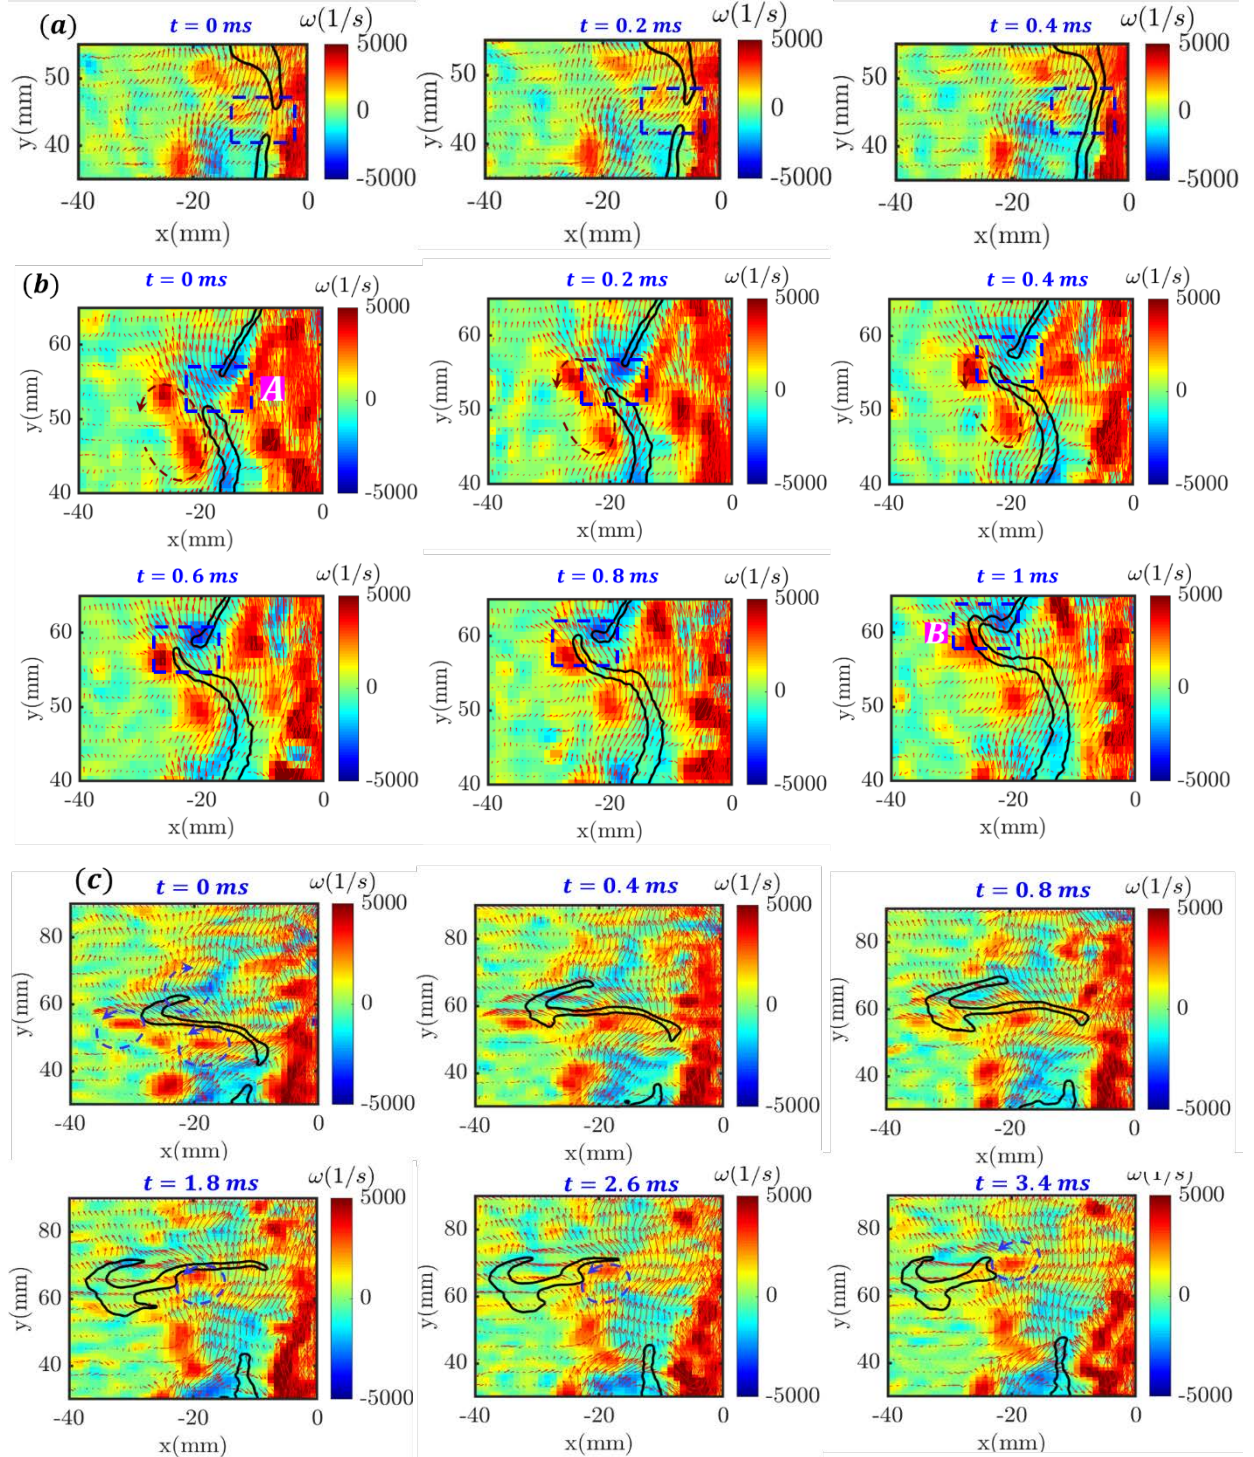 (a)
t = 0 ms
ω(1/s)
t = 0.2 ms
ω(1/s)
t = 0.4 ms
ω(1/s)
y(mm)
50
40
-40
-20
0
x(mm)
5000
0
-5000
y(mm)
50
40
-40
-20
0
x(mm)
5000
0
-5000
y(mm)
50
40
-40
-20
0
x(mm)
5000
0
-5000
(b)
t = 0 ms
ω(1/s)
t = 0.2 ms
ω(1/s)
t = 0.4 ms
ω(1/s)
y(mm)
60
50
40
-40
-20
0
x(mm)
A
5000
0
-5000
y(mm)
60
50
40
-40
-20
0
x(mm)
5000
0
-5000
y(mm)
60
50
40
-40
-20
0
x(mm)
5000
0
-5000
t = 0.6 ms
ω(1/s)
t = 0.8 ms
ω(1/s)
t = 1 ms
ω(1/s)
y(mm)
60
50
40
-40
-20
0
x(mm)
5000
0
-5000
y(mm)
60
50
40
-40
-20
0
x(mm)
5000
0
-5000
y(mm)
60
50
40
-40
-20
0
x(mm)
B
5000
0
-5000
(c)
t = 0 ms
ω(1/s)
t = 0.4 ms
ω(1/s)
t = 0.8 ms
ω(1/s)
y(mm)
80
60
40
-40
-20
0
x(mm)
5000
0
-5000
y(mm)
80
60
40
-40
-20
0
x(mm)
5000
0
-5000
y(mm)
80
60
40
-40
-20
0
x(mm)
5000
0
-5000
t = 1.8 ms
ω(1/s)
t = 2.6 ms
ω(1/s)
t = 3.4 ms
ω(1/s)
y(mm)
80
60
40
-40
-20
0
x(mm)
5000
0
-5000
y(mm)
80
60
40
-40
-20
0
x(mm)
5000
0
-5000
y(mm)
80
60
40
-40
-20
0
x(mm)
5000
0
-5000